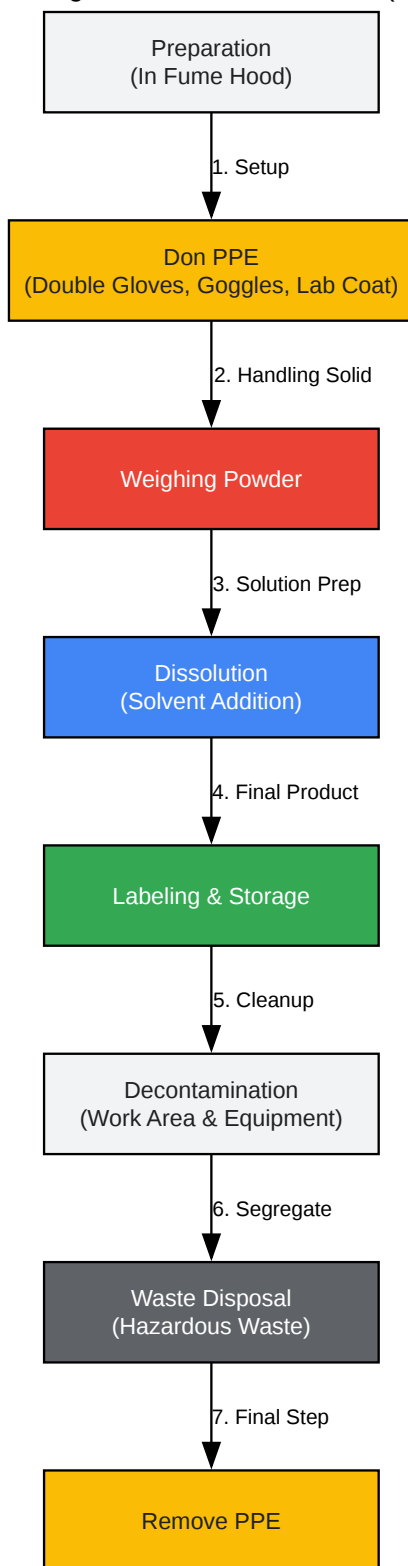 Preparation
(In Fume Hood)
1. Setup
Don PPE
(Double Gloves, Goggles, Lab Coat)
2. Handling Solid
Weighing Powder
3. Solution Prep
Dissolution
(Solvent Addition)
4. Final Product
Labeling & Storage
5. Cleanup
Decontamination
(Work Area & Equipment)
6. Segregate
Waste Disposal
(Hazardous Waste)
7. Final Step
Remove PPE